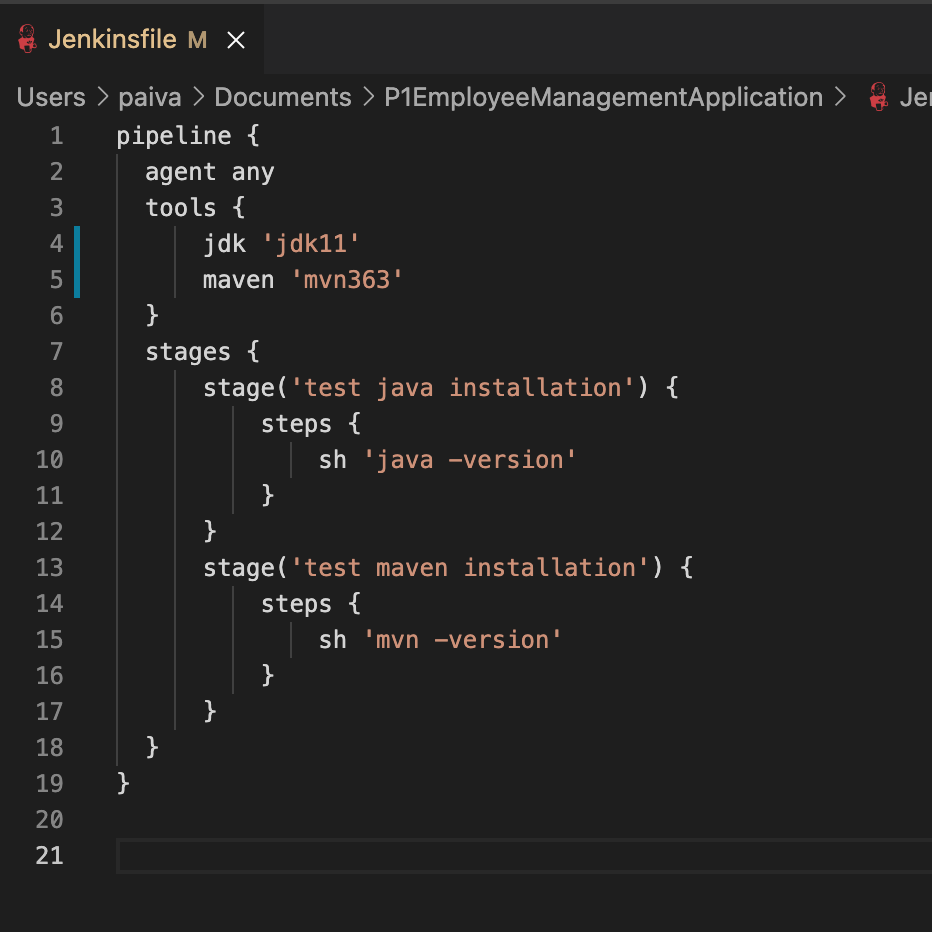 Jenkinsfile M
Users > paiva > Documents > P1EmployeeManagementApplication > Jer
1 pipeline {
2   agent any
3   tools {
4       jdk 'jdk11'
5       maven 'mvn363'
6   }
7   stages {
8       stage('test java installation') {
9           steps {
10               sh 'java -version'
11           }
12       }
13       stage('test maven installation') {
14           steps {
15               sh 'mvn -version'
16           }
17       }
18   }
19 }
20
21